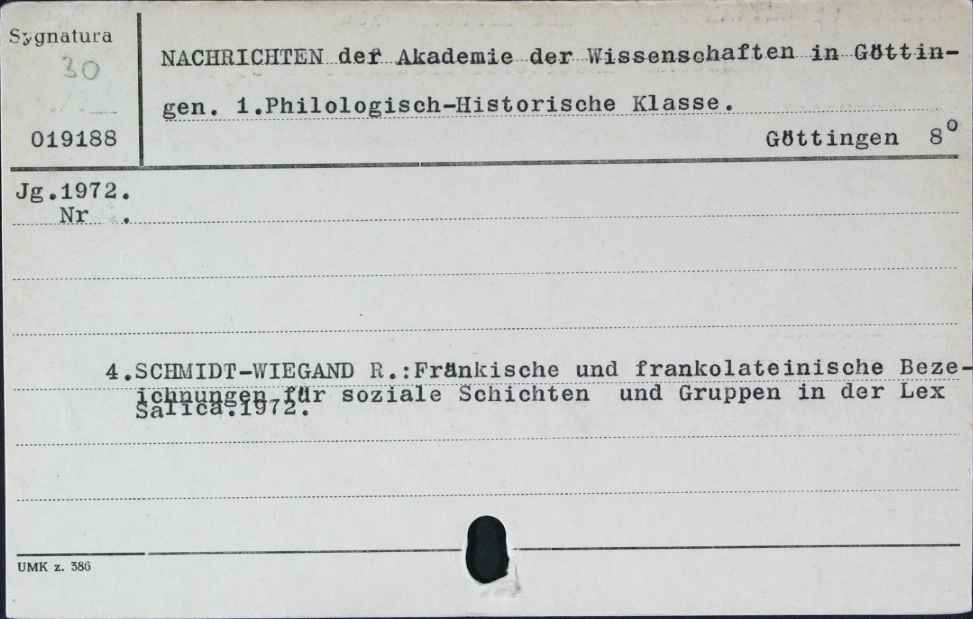 Sygnatura
30
NACHRICHTEN der Akademie der Wissenschaften in Göttin-
gen. 1.Philologisch-Historische Klasse.
019188
Göttingen 8º
Jg.1972.
Nr .
4.SCHMIDT-WIEGAND R.:Fränkische und frankolateinische Beze-
ichnungen für soziale Schichten und Gruppen in der Lex
Salica.1972.
UMK z. 386